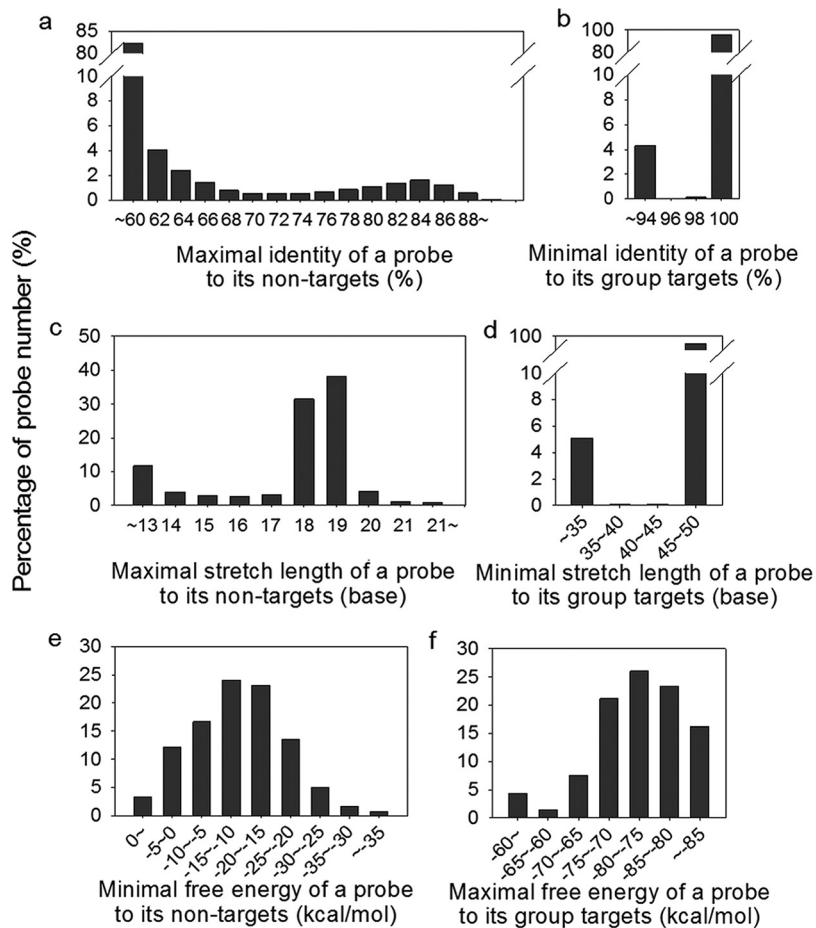 Percentage of probe number (%)
a
85
80
10
8
6
4
2
0
~60 62 64 66 68 70 72 74 76 78 80 82 84 86 88~
Maximal identity of a probe
to its non-targets (%)
b
100
80
10
8
6
4
2
0
~94 96 98 100
Minimal identity of a probe
to its group targets (%)
c
50
40
30
20
10
0
~13 14 15 16 17 18 19 20 21 21~
Maximal stretch length of a probe
to its non-targets (base)
d
100
10
8
6
4
2
0
~35 35~40 40~45 45~50
Minimal stretch length of a probe
to its group targets (base)
e
30
25
20
15
10
5
0
0~ -5~0 -10~-5 -15~-10 -20~-15 -25~-20 -30~-25 -35~-30 ~-35
Minimal free energy of a probe
to its non-targets (kcal/mol)
f
30
25
20
15
10
5
0
-60~ -65~-60 -70~-65 -75~-70 -80~-75 -85~-80 ~-85
Maximal free energy of a probe
to its group targets (kcal/mol)